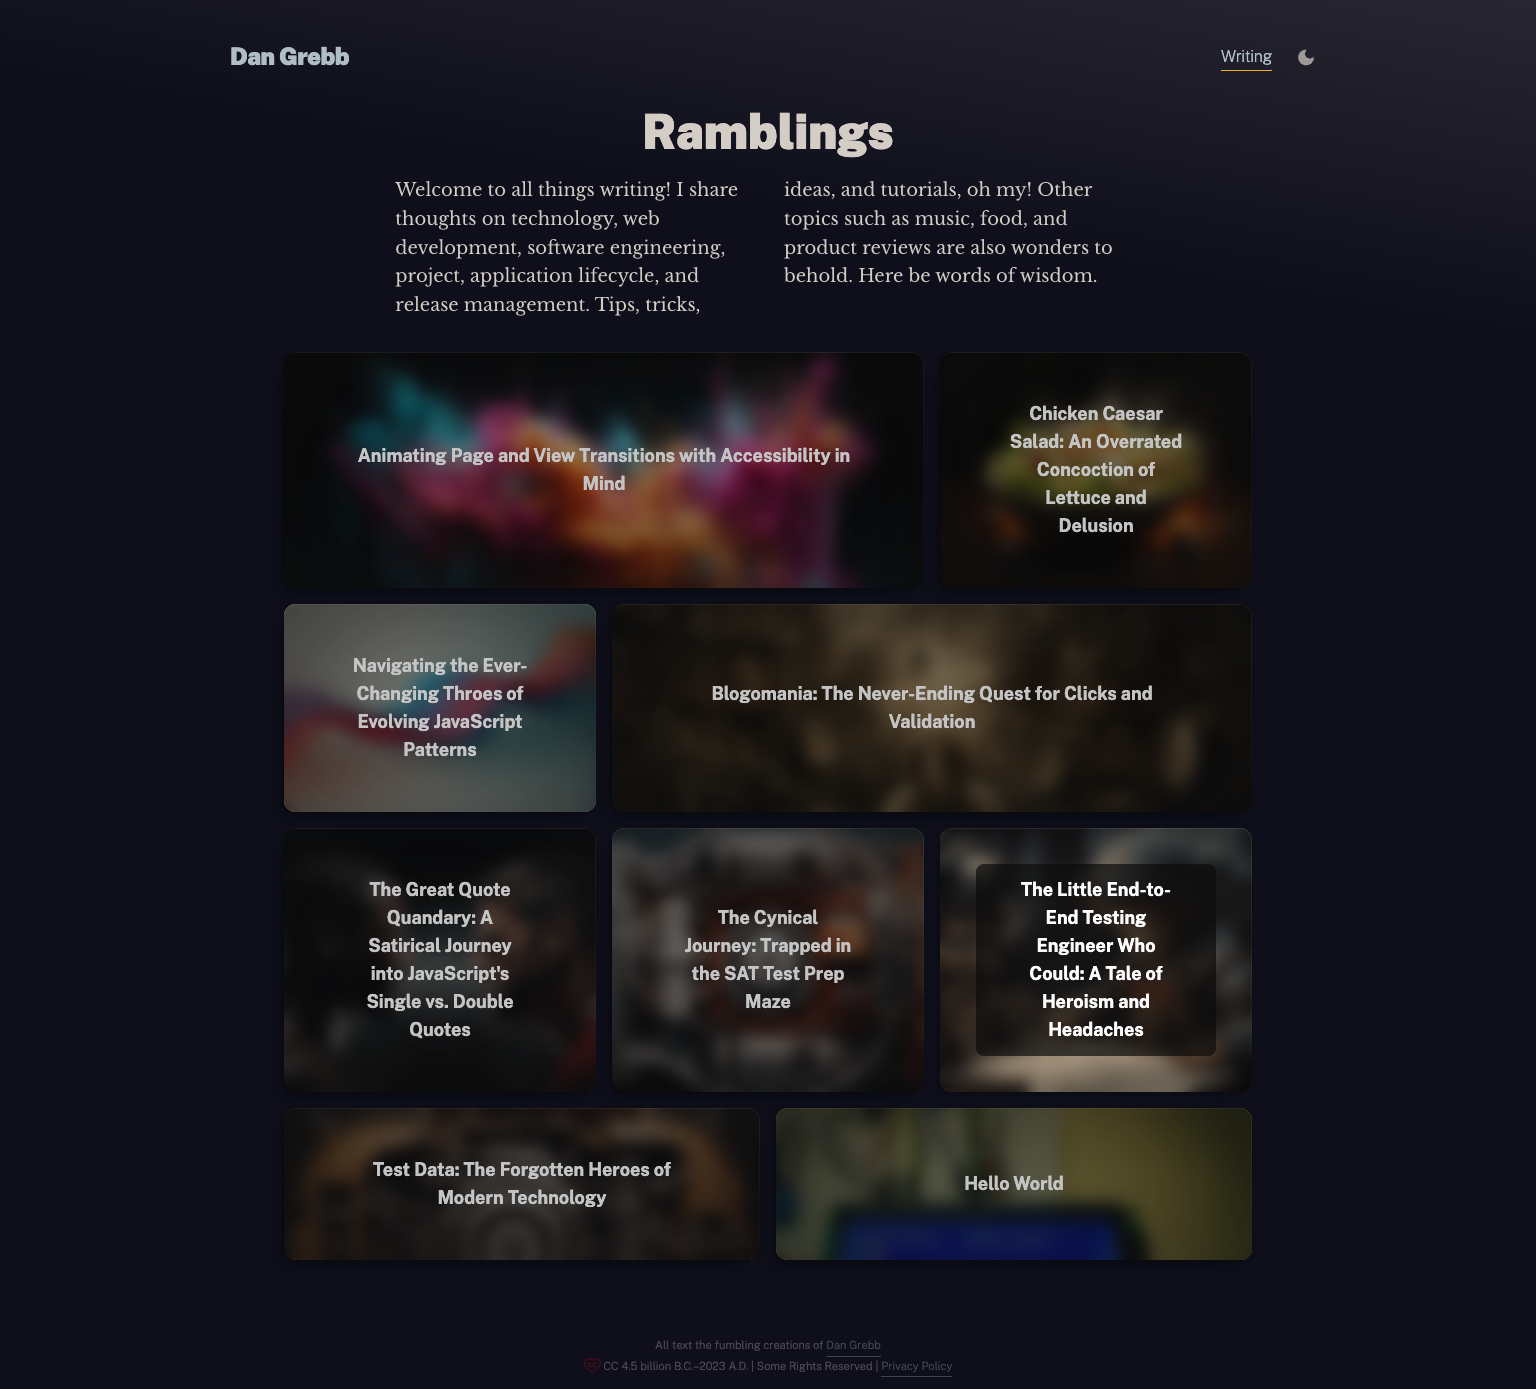 Dan Grebb
Writing
Ramblings
Welcome to all things writing! I share
thoughts on technology, web
development, software engineering,
project, application lifecycle, and
release management. Tips, tricks,
ideas, and tutorials, oh my! Other
topics such as music, food, and
product reviews are also wonders to
behold. Here be words of wisdom.
Animating Page and View Transitions with Accessibility in
Mind
Chicken Caesar
Salad: An Overrated
Concoction of
Lettuce and
Delusion
Navigating the Ever-
Changing Throes of
Evolving JavaScript
Patterns
Blogomania: The Never-Ending Quest for Clicks and
Validation
The Great Quote
Quandary: A
Satirical Journey
into JavaScript's
Single vs. Double
Quotes
The Cynical
Journey: Trapped in
the SAT Test Prep
Maze
The Little End-to-
End Testing
Engineer Who
Could: A Tale of
Heroism and
Headaches
Test Data: The Forgotten Heroes of
Modern Technology
Hello World
All text the fumbling creations of Dan Grebb
CC 4.5 billion B.C.–2023 A.D. | Some Rights Reserved | Privacy Policy